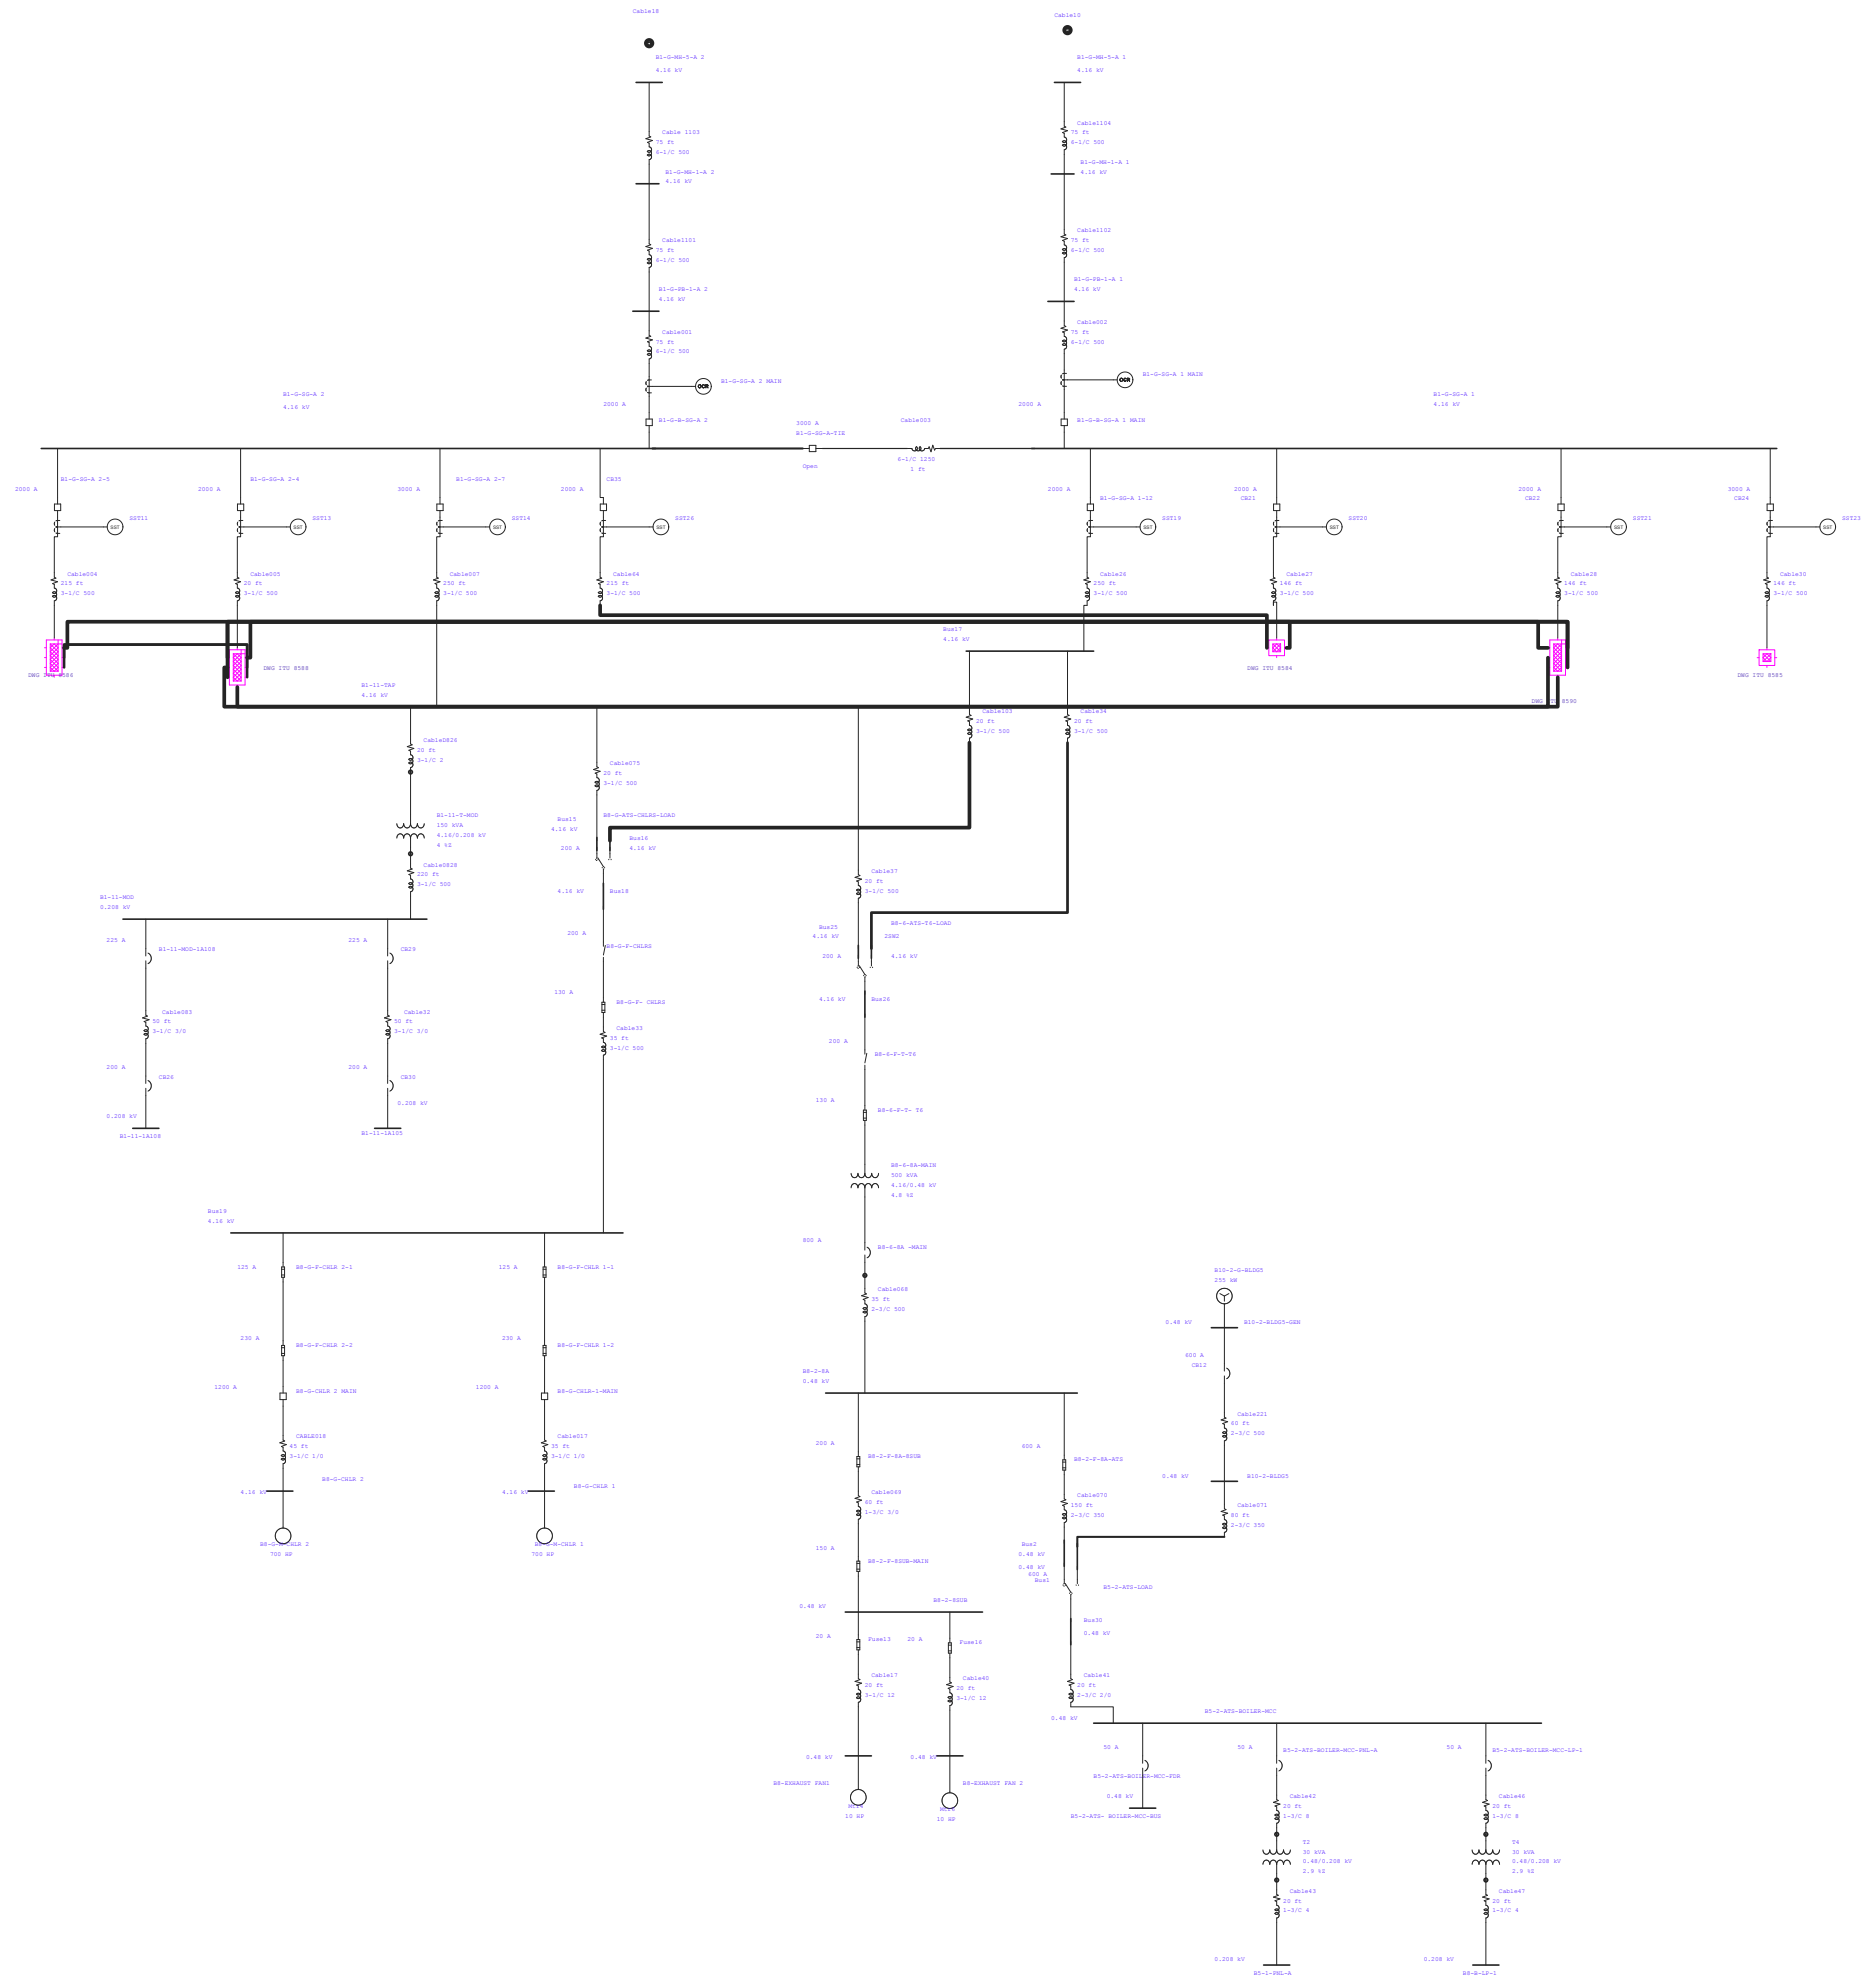 Cable18
Cable10
B1-G-MH-5-A 2
4.16 kV
B1-G-MH-5-A 1
4.16 kV
Cable 1103
75 ft
6-1/C 500
Cable1104
75 ft
6-1/C 500
B1-G-MH-1-A 2
4.16 kV
B1-G-MH-1-A 1
4.16 kV
Cable1101
75 ft
6-1/C 500
Cable1102
75 ft
6-1/C 500
B1-G-PB-1-A 2
4.16 kV
B1-G-PB-1-A 1
4.16 kV
Cable001
75 ft
6-1/C 500
Cable002
75 ft
6-1/C 500
OCR
B1-G-SG-A 2 MAIN
OCR
B1-G-SG-A 1 MAIN
B1-G-SG-A 2
4.16 kV
B1-G-SG-A 1
4.16 kV
2000 A
B1-G-B-SG-A 2
2000 A
B1-G-B-SG-A 1 MAIN
3000 A
B1-G-SG-A-TIE
Open
Cable003
6-1/C 1250
1 ft
B1-G-SG-A 2-5
2000 A
B1-G-SG-A 2-4
2000 A
B1-G-SG-A 2-7
3000 A
CB35
2000 A
2000 A
B1-G-SG-A 1-12
2000 A
CB21
2000 A
CB22
3000 A
CB24
SST
SST11
SST
SST13
SST
SST14
SST
SST26
SST
SST19
SST
SST20
SST
SST21
SST
SST23
Cable004
215 ft
3-1/C 500
Cable005
20 ft
3-1/C 500
Cable007
250 ft
3-1/C 500
Cable64
215 ft
3-1/C 500
Cable26
250 ft
3-1/C 500
Cable27
146 ft
3-1/C 500
Cable28
146 ft
3-1/C 500
Cable30
146 ft
3-1/C 500
Bus17
4.16 kV
DWG ITU 8586
DWG ITU 8588
DWG ITU 8584
DWG ITU 8590
DWG ITU 8585
B1-11-TAP
4.16 kV
Cable103
20 ft
3-1/C 500
Cable34
20 ft
3-1/C 500
Cable0826
20 ft
3-1/C 2
Cable075
20 ft
3-1/C 500
B1-11-T-MOD
150 kVA
4.16/0.208 kV
4 %Z
Bus15
4.16 kV
B8-G-ATS-CHLRS-LOAD
200 A
Bus16
4.16 kV
Cable0828
220 ft
3-1/C 500
4.16 kV
Bus18
Cable37
20 ft
3-1/C 500
B1-11-MOD
0.208 kV
225 A
B1-11-MOD-1A108
225 A
CB29
200 A
B8-G-F-CHLRS
Bus25
4.16 kV
B8-6-ATS-T6-LOAD
2SW2
200 A
4.16 kV
130 A
B8-G-F- CHLRS
4.16 kV
Bus26
Cable083
50 ft
3-1/C 3/0
Cable32
50 ft
3-1/C 3/0
Cable33
35 ft
3-1/C 500
200 A
B8-6-F-T-T6
200 A
CB26
200 A
CB30
0.208 kV
0.208 kV
B1-11-1A108
B1-11-1A105
130 A
B8-6-F-T- T6
B8-6-8A-MAIN
500 kVA
4.16/0.48 kV
4.8 %Z
Bus19
4.16 kV
800 A
B8-6-8A -MAIN
125 A
B8-G-F-CHLR 2-1
125 A
B8-G-F-CHLR 1-1
Cable068
35 ft
2-3/C 500
B10-2-G-BLDG5
255 kW
0.48 kV
B10-2-BLDG5-GEN
230 A
B8-G-F-CHLR 2-2
230 A
B8-G-F-CHLR 1-2
600 A
CB12
B8-2-8A
0.48 kV
1200 A
B8-G-CHLR 2 MAIN
1200 A
B8-G-CHLR-1-MAIN
Cable221
60 ft
2-3/C 500
CABLE018
45 ft
3-1/C 1/0
Cable017
35 ft
3-1/C 1/0
200 A
B8-2-F-8A-8SUB
600 A
B8-2-F-8A-ATS
0.48 kV
B10-2-BLDG5
B8-G-CHLR 2
4.16 kV
B8-G-CHLR 1
4.16 kV
Cable069
60 ft
1-3/C 3/0
Cable070
150 ft
2-3/C 350
Cable071
80 ft
2-3/C 350
B8-G-M-CHLR 2
700 HP
B8-G-M-CHLR 1
700 HP
150 A
B8-2-F-8SUB-MAIN
Bus2
0.48 kV
0.48 kV
600 A
Bus1
B5-2-ATS-LOAD
0.48 kV
B8-2-8SUB
Bus30
0.48 kV
20 A
Fuse13
20 A
Fuse16
Cable17
20 ft
3-1/C 12
Cable40
20 ft
3-1/C 12
Cable41
20 ft
2-3/C 2/0
0.48 kV
B5-2-ATS-BOILER-MCC
0.48 kV
0.48 kV
50 A
50 A
B5-2-ATS-BOILER-MCC-PNL-A
50 A
B5-2-ATS-BOILER-MCC-LP-1
B5-2-ATS-BOILER-MCC-FDR
0.48 kV
B5-2-ATS- BOILER-MCC-BUS
B8-EXHAUST FAN1
10 HP
B8-EXHAUST FAN 2
10 HP
Cable42
20 ft
1-3/C 8
Cable46
20 ft
1-3/C 8
T2
30 kVA
0.48/0.208 kV
2.9 %Z
T4
30 kVA
0.48/0.208 kV
2.9 %Z
Cable43
20 ft
1-3/C 4
Cable47
20 ft
1-3/C 4
0.208 kV
B5-1-PNL-A
0.208 kV
B8-B-LP-1